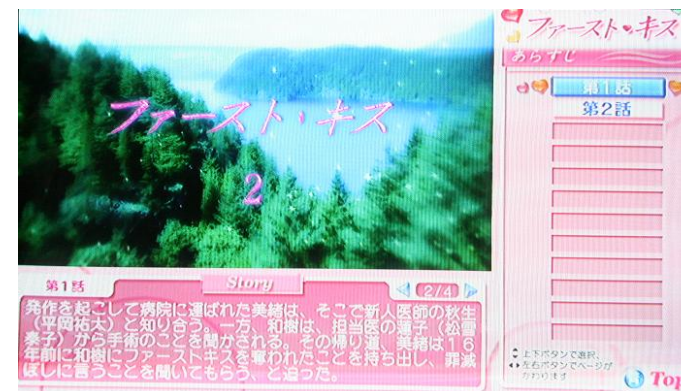 ファースト・キス
2
ファースト・キス
あらすじ
第1話
第2話
第1話
Story
2/4
発作を起こして病院に運ばれた美緒は、そこで新人医師の秋生
(平岡祐太)と知り合う。一方、和樹は、担当医の蓮子(松雪
泰子)から手術のことを聞かされる。その帰り道、美緒は16
年前に和樹にファーストキスを奪われたことを持ち出し、罪滅
ぼしに言うことを聞いてもらう、と迫った。
上下ボタンで選択、
左右ボタンでページが
かわります
Top